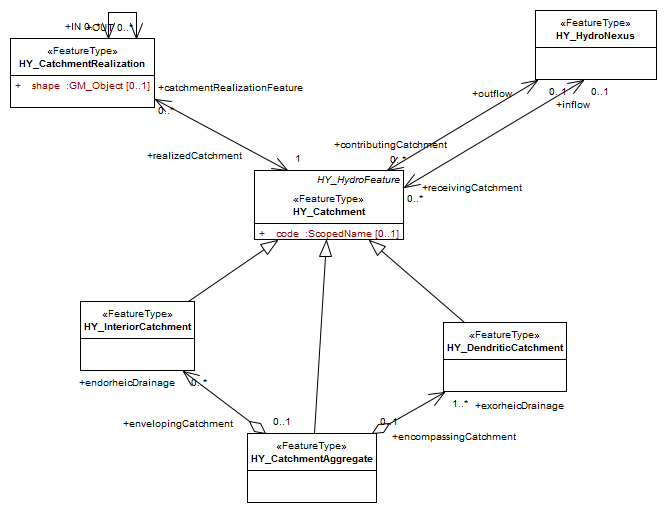 +IN 0..*
+OUT 0..*
«FeatureType»
HY_CatchmentRealization
+ shape :GM_Object [0..1]
«FeatureType»
HY_HydroNexus
+catchmentRealizationFeature
0..*
+outflow
0..1
0..1
+inflow
+realizedCatchment
1
+contributingCatchment
0..*
HY_HydroFeature
«FeatureType»
HY_Catchment
+ code :ScopedName [0..1]
+receivingCatchment
0..*
«FeatureType»
HY_InteriorCatchment
«FeatureType»
HY_DendriticCatchment
+endorheicDrainage
0..*
1..*
+exorheicDrainage
+envelopingCatchment
0..1
0..1
+encompassingCatchment
«FeatureType»
HY_CatchmentAggregate